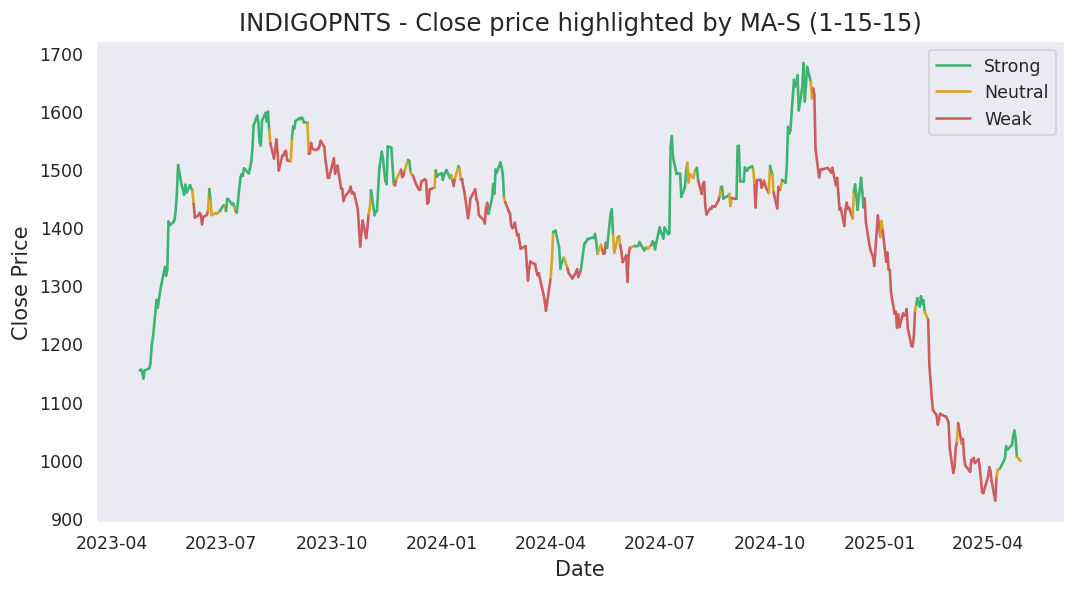 INDIGOPNTS - Close price highlighted by MA-S (1-15-15)
Strong
Neutral
Weak
Close Price
1700
1600
1500
1400
1300
1200
1100
1000
900
2023-04 2023-07 2023-10 2024-01 2024-04 2024-07 2024-10 2025-01 2025-04
Date